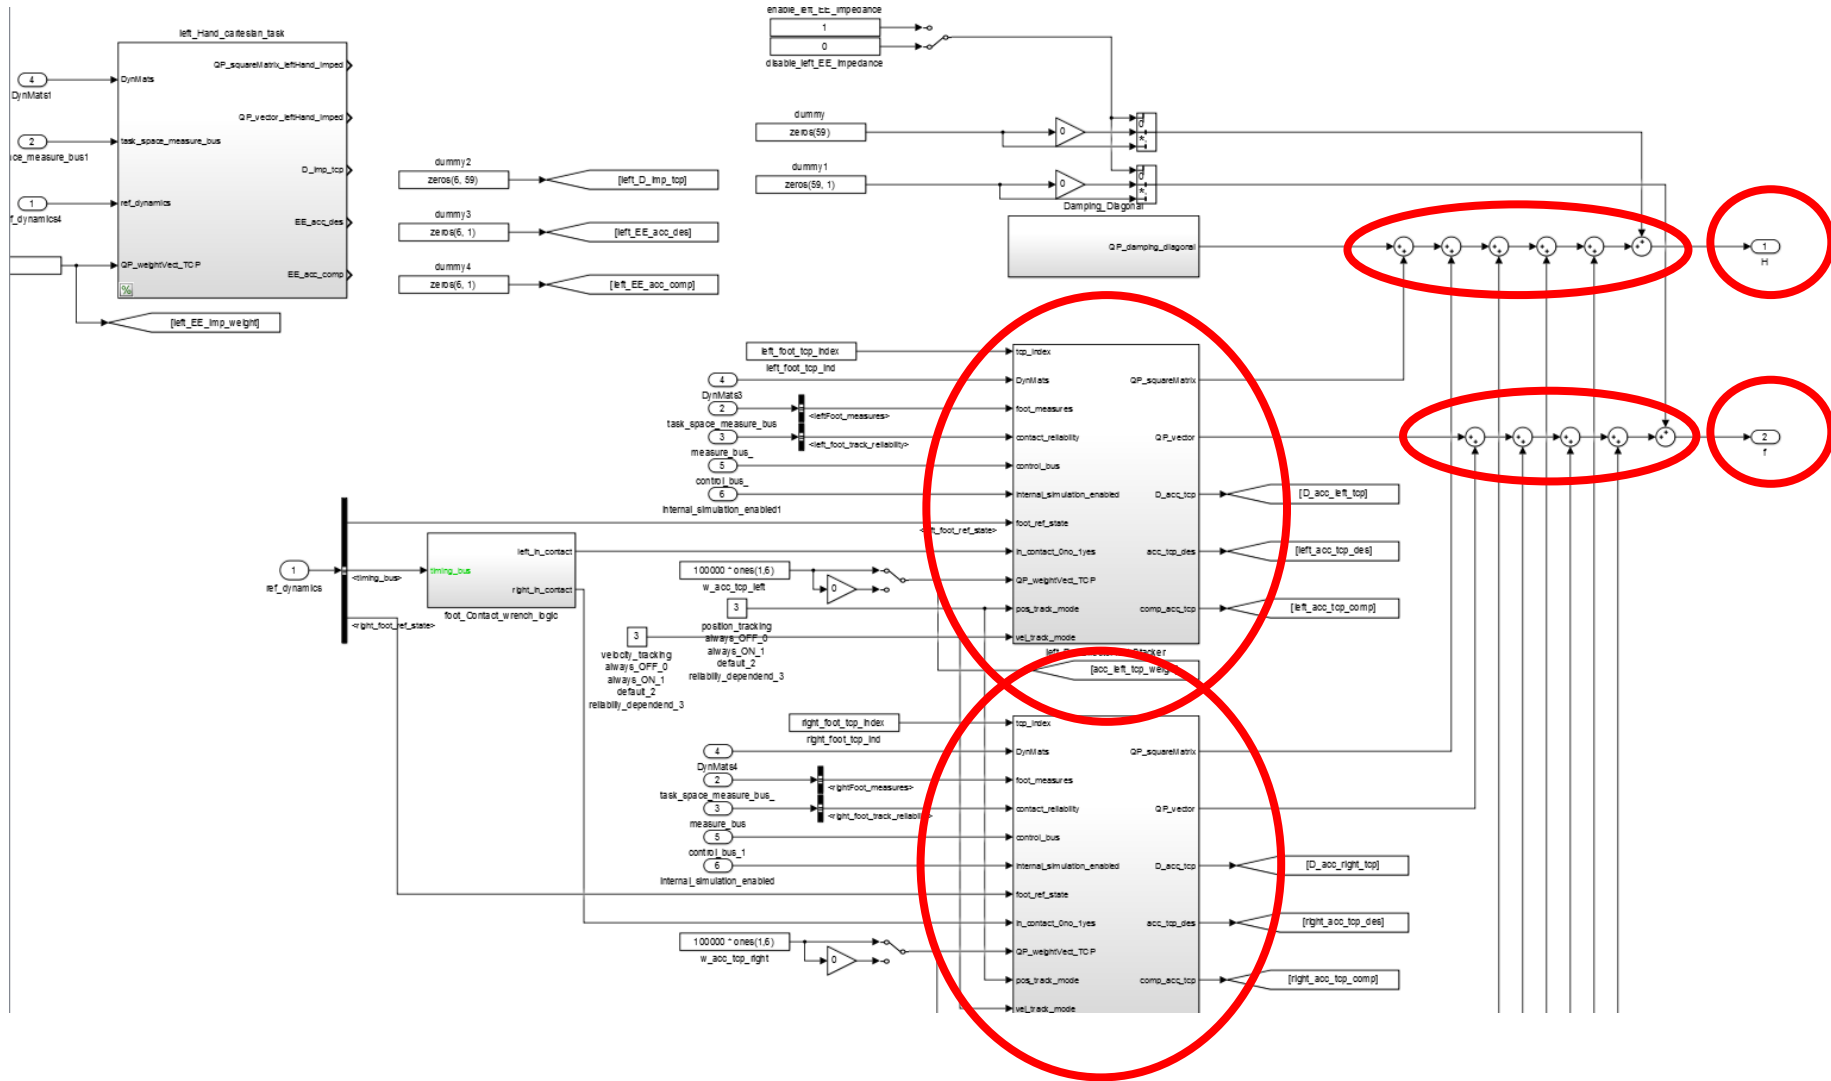 left_Hand_cartesian_task
4
DynMats
DynMats1
2
task_space_measure_bus
ce_measure_bus1
1
ref_dynamics
f_dynamics4
QP_weightVect_TCP
QP_squareMatrix_leftHand_imped
QP_vector_leftHand_imped
D_imp_tcp
EE_acc_des
EE_acc_comp
[left_EE_imp_weight]
dummy2
zeros(6, 59)
[left_D_imp_tcp]
dummy3
zeros(6, 1)
[left_EE_acc_des]
dummy4
zeros(6, 1)
[left_EE_acc_comp]
enable_left_EE_impedance
1
0
disable_left_EE_impedance
dummy
zeros(59)
0
dummy1
zeros(59, 1)
0
Damping_Diagonal
QP_damping_diagonal
1
H
2
f
left_foot_tcp_index
left_foot_tcp_ind
4
DynMats3
2
<leftFoot_measures>
task_space_measure_bus
3
<left_foot_track_reliability>
measure_bus_
5
control_bus_
6
internal_simulation_enabled1
<left_foot_ref_state>
tcp_index
DynMats
foot_measures
contact_reliability
control_bus
internal_simulation_enabled
foot_ref_state
in_contact_0no_1yes
QP_weightVect_TCP
pos_track_mode
vel_track_mode
QP_squareMatrix
QP_vector
D_acc_tcp
acc_tcp_des
comp_acc_tcp
[D_acc_left_tcp]
[left_acc_tcp_des]
[left_acc_tcp_comp]
1
ref_dynamics
<timing_bus>
<right_foot_ref_state>
timing_bus
left_in_contact
right_in_contact
foot_Contact_wrench_logic
100000 * ones(1,6)
w_acc_tcp_left
0
3
position_tracking
always_OFF_0
always_ON_1
default_2
reliabiliy_dependend_3
3
velocity_tracking
always_OFF_0
always_ON_1
default_2
reliabiliy_dependend_3
[acc_left_tcp_weight]
right_foot_tcp_index
right_foot_tcp_ind
4
DynMats4
2
<rightFoot_measures>
task_space_measure_bus_
3
<right_foot_track_reliability>
measure_bus
5
control_bus_1
6
internal_simulation_enabled
tcp_index
DynMats
foot_measures
contact_reliability
control_bus
internal_simulation_enabled
foot_ref_state
in_contact_0no_1yes
QP_weightVect_TCP
pos_track_mode
vel_track_mode
QP_squareMatrix
QP_vector
D_acc_tcp
acc_tcp_des
comp_acc_tcp
[D_acc_right_tcp]
[right_acc_tcp_des]
[right_acc_tcp_comp]
100000 * ones(1,6)
w_acc_tcp_right
0